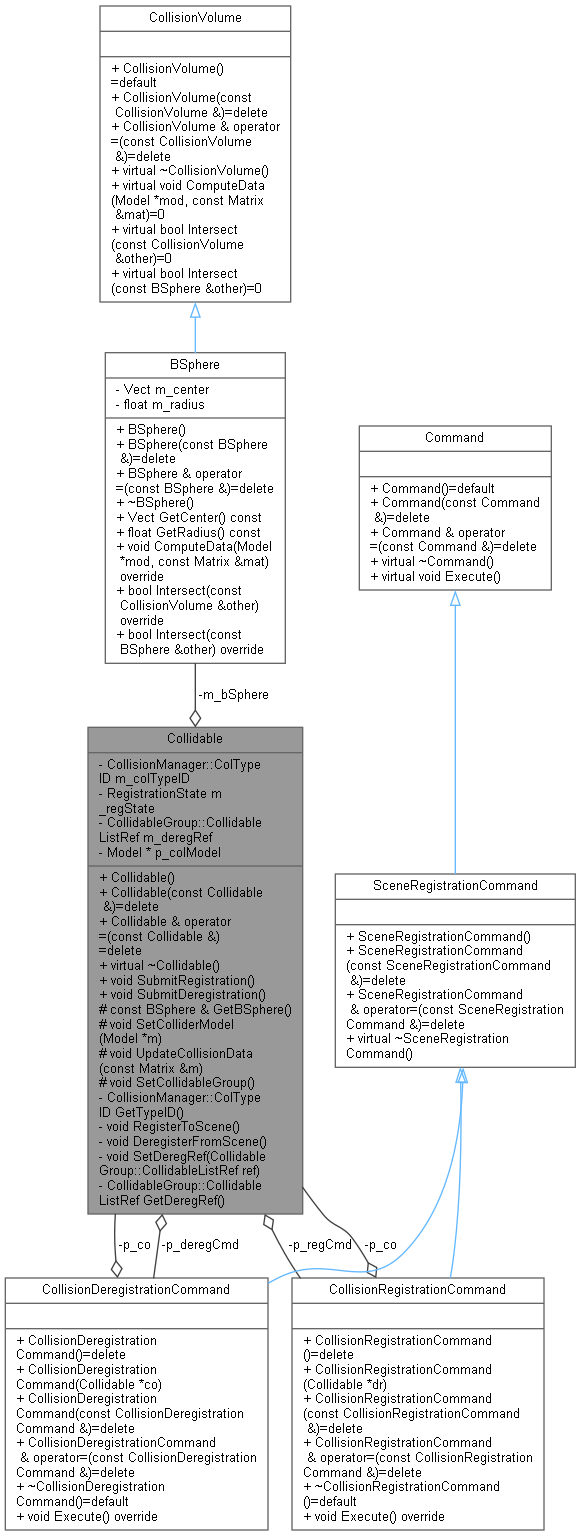 CollisionVolume
+ CollisionVolume()
=default
+ CollisionVolume(const
CollisionVolume &)=delete
+ CollisionVolume & operator
=(const CollisionVolume
&)=delete
+ virtual ~CollisionVolume()
+ virtual void ComputeData
(Model *mod, const Matrix
&mat)=0
+ virtual bool Intersect
(const CollisionVolume
&other)=0
+ virtual bool Intersect
(const BSphere &other)=0
BSphere
- Vect m_center
- float m_radius
+ BSphere()
+ BSphere(const BSphere
&)=delete
+ BSphere & operator
=(const BSphere &)=delete
+ ~BSphere()
+ Vect GetCenter() const
+ float GetRadius() const
+ void ComputeData(Model
*mod, const Matrix &mat)
override
+ bool Intersect(const
CollisionVolume &other)
override
+ bool Intersect(const
BSphere &other) override
Command
+ Command()=default
+ Command(const Command
&)=delete
+ Command & operator
=(const Command &)=delete
+ virtual ~Command()
+ virtual void Execute()
-m_bSphere
Collidable
- CollisionManager::ColType
ID m_colTypeID
- RegistrationState m
_regState
- CollidableGroup::Collidable
ListRef m_deregRef
- Model * p_colModel
+ Collidable()
+ Collidable(const Collidable
&)=delete
+ Collidable & operator
=(const Collidable &)
=delete
+ virtual ~Collidable()
+ void SubmitRegistration()
+ void SubmitDeregistration()
# const BSphere & GetBSphere()
# void SetColliderModel
(Model *m)
# void UpdateCollisionData
(const Matrix &m)
# void SetCollidableGroup()
- CollisionManager::ColType
ID GetTypeID()
- void RegisterToScene()
- void DeregisterFromScene()
- void SetDeregRef(Collidable
Group::CollidableListRef ref)
- CollidableGroup::Collidable
ListRef GetDeregRef()
SceneRegistrationCommand
+ SceneRegistrationCommand()
+ SceneRegistrationCommand
(const SceneRegistrationCommand
&)=delete
+ SceneRegistrationCommand
& operator=(const SceneRegistration
Command &)=delete
+ virtual ~SceneRegistration
Command()
-p_co
-p_deregCmd
-p_regCmd
-p_co
CollisionDeregistrationCommand
+ CollisionDeregistration
Command()=delete
+ CollisionDeregistration
Command(Collidable *co)
+ CollisionDeregistration
Command(const CollisionDeregistration
Command &)=delete
+ CollisionDeregistrationCommand
& operator=(const CollisionDeregistration
Command &)=delete
+ ~CollisionDeregistration
Command()=default
+ void Execute() override
CollisionRegistrationCommand
+ CollisionRegistrationCommand
()=delete
+ CollisionRegistrationCommand
(Collidable *dr)
+ CollisionRegistrationCommand
(const CollisionRegistrationCommand
&)=delete
+ CollisionRegistrationCommand
& operator=(const CollisionRegistration
Command &)=delete
+ ~CollisionRegistrationCommand
()=default
+ void Execute() override